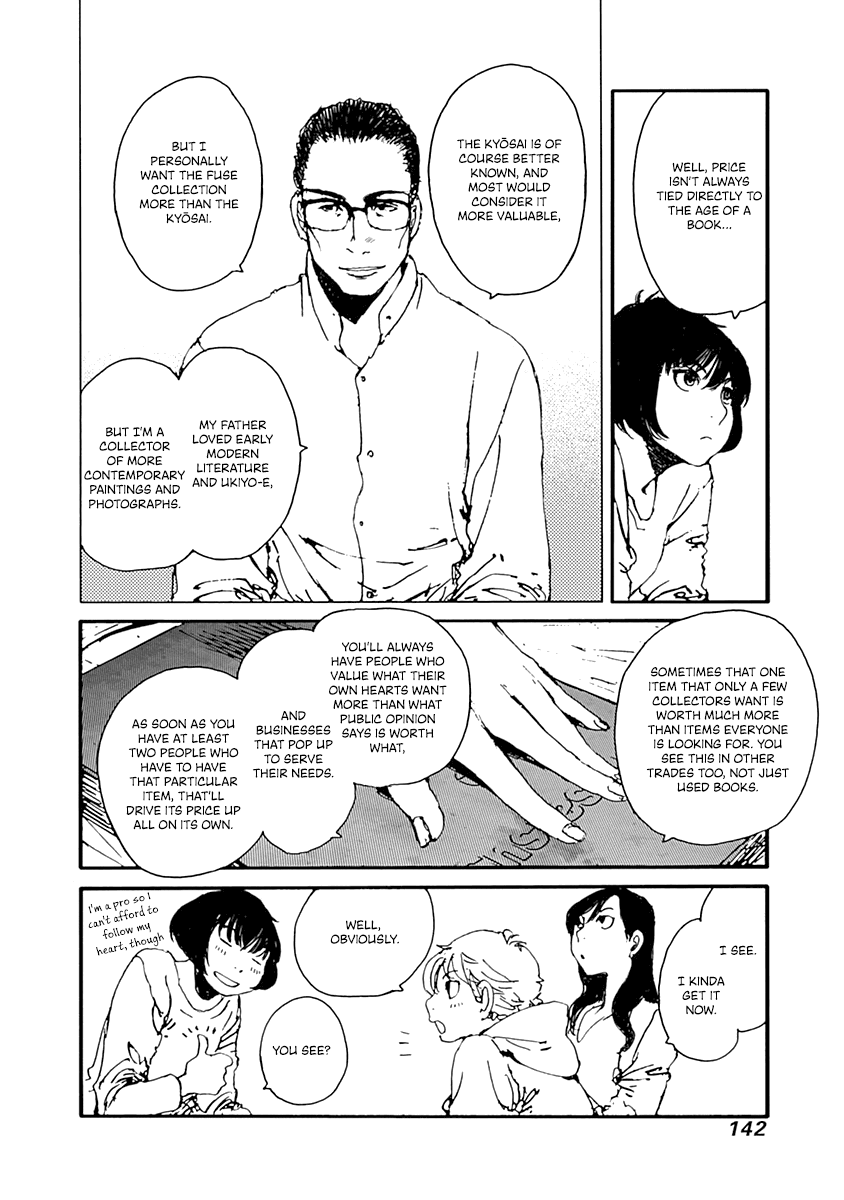 WELL, PRICE
ISN'T ALWAYS
TIED DIRECTLY TO
THE AGE OF A
BOOK...
THE KYŌSAI IS OF
COURSE BETTER
KNOWN, AND
MOST WOULD
CONSIDER IT
MORE VALUABLE,
BUT I
PERSONALLY
WANT THE FUSE
COLLECTION
MORE THAN THE
KYŌSAI.
MY FATHER
LOVED EARLY
MODERN
LITERATURE
AND UKIYO-E,
BUT I'M A
COLLECTOR
OF MORE
CONTEMPORARY
PAINTINGS AND
PHOTOGRAPHS.
SOMETIMES THAT ONE
ITEM THAT ONLY A FEW
COLLECTORS WANT IS
WORTH MUCH MORE
THAN ITEMS EVERYONE
IS LOOKING FOR. YOU
SEE THIS IN OTHER
TRADES TOO, NOT JUST
USED BOOKS.
YOU'LL ALWAYS
HAVE PEOPLE WHO
VALUE WHAT THEIR
OWN HEARTS WANT
MORE THAN WHAT
PUBLIC OPINION
SAYS IS WORTH
WHAT,
AND
BUSINESSES
THAT POP UP
TO SERVE
THEIR NEEDS.
AS SOON AS YOU
HAVE AT LEAST
TWO PEOPLE WHO
HAVE TO HAVE
THAT PARTICULAR
ITEM, THAT'LL
DRIVE ITS PRICE UP
ALL ON ITS OWN.
I SEE.
I KINDA
GET IT
NOW.
WELL,
OBVIOUSLY.
YOU SEE?
I'm a pro so I
can't afford to
follow my
heart, though
142